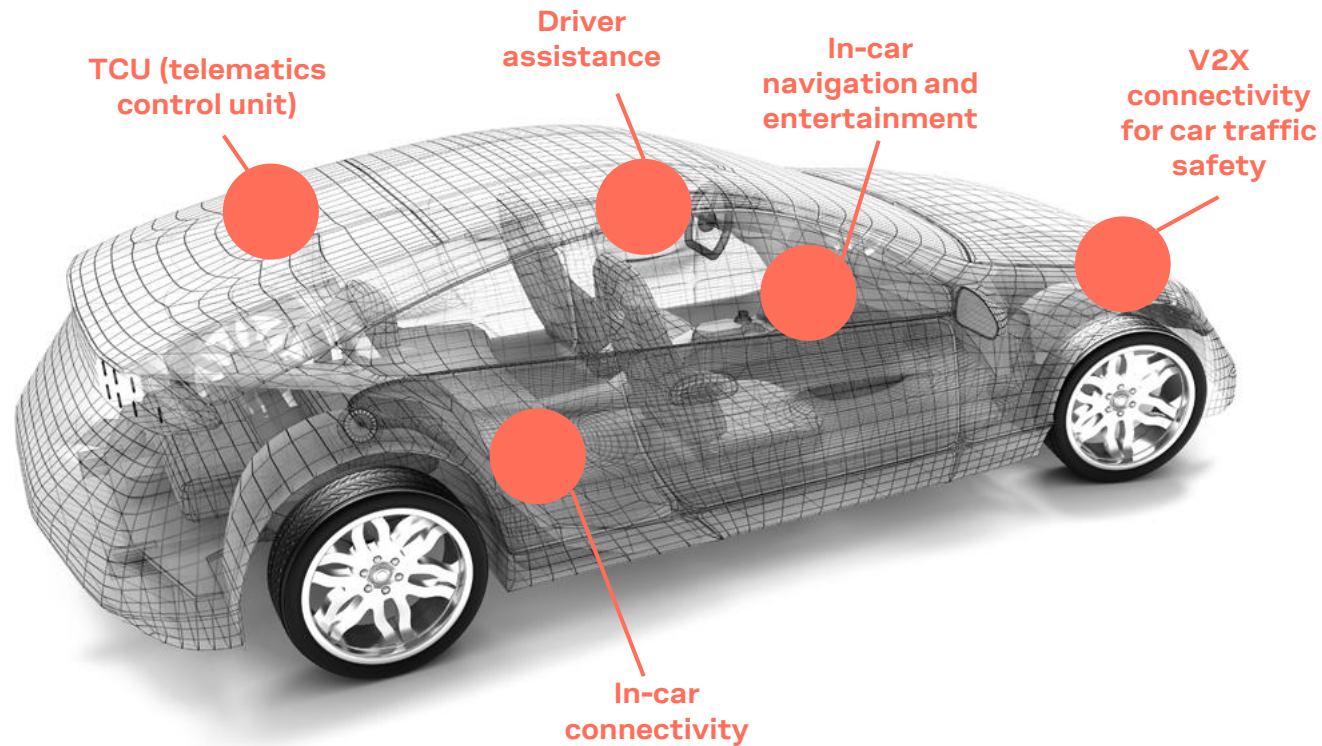 Driver
assistance
TCU (telematics
control unit)
In-car
navigation and
entertainment
V2X
connectivity
for car traffic
safety
In-car
connectivity